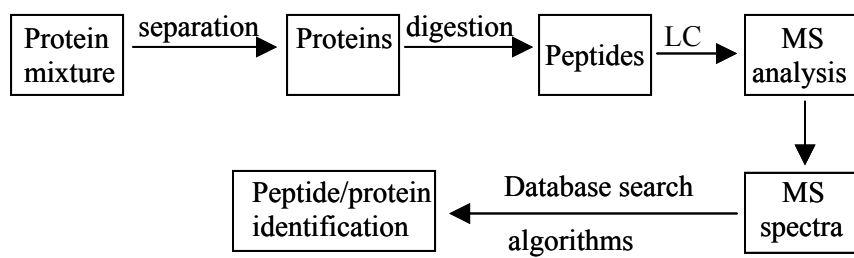 Protein
mixture
separation
Proteins
digestion
Peptides
LC
MS
analysis
MS
spectra
Database search
algorithms
Peptide/protein
identification